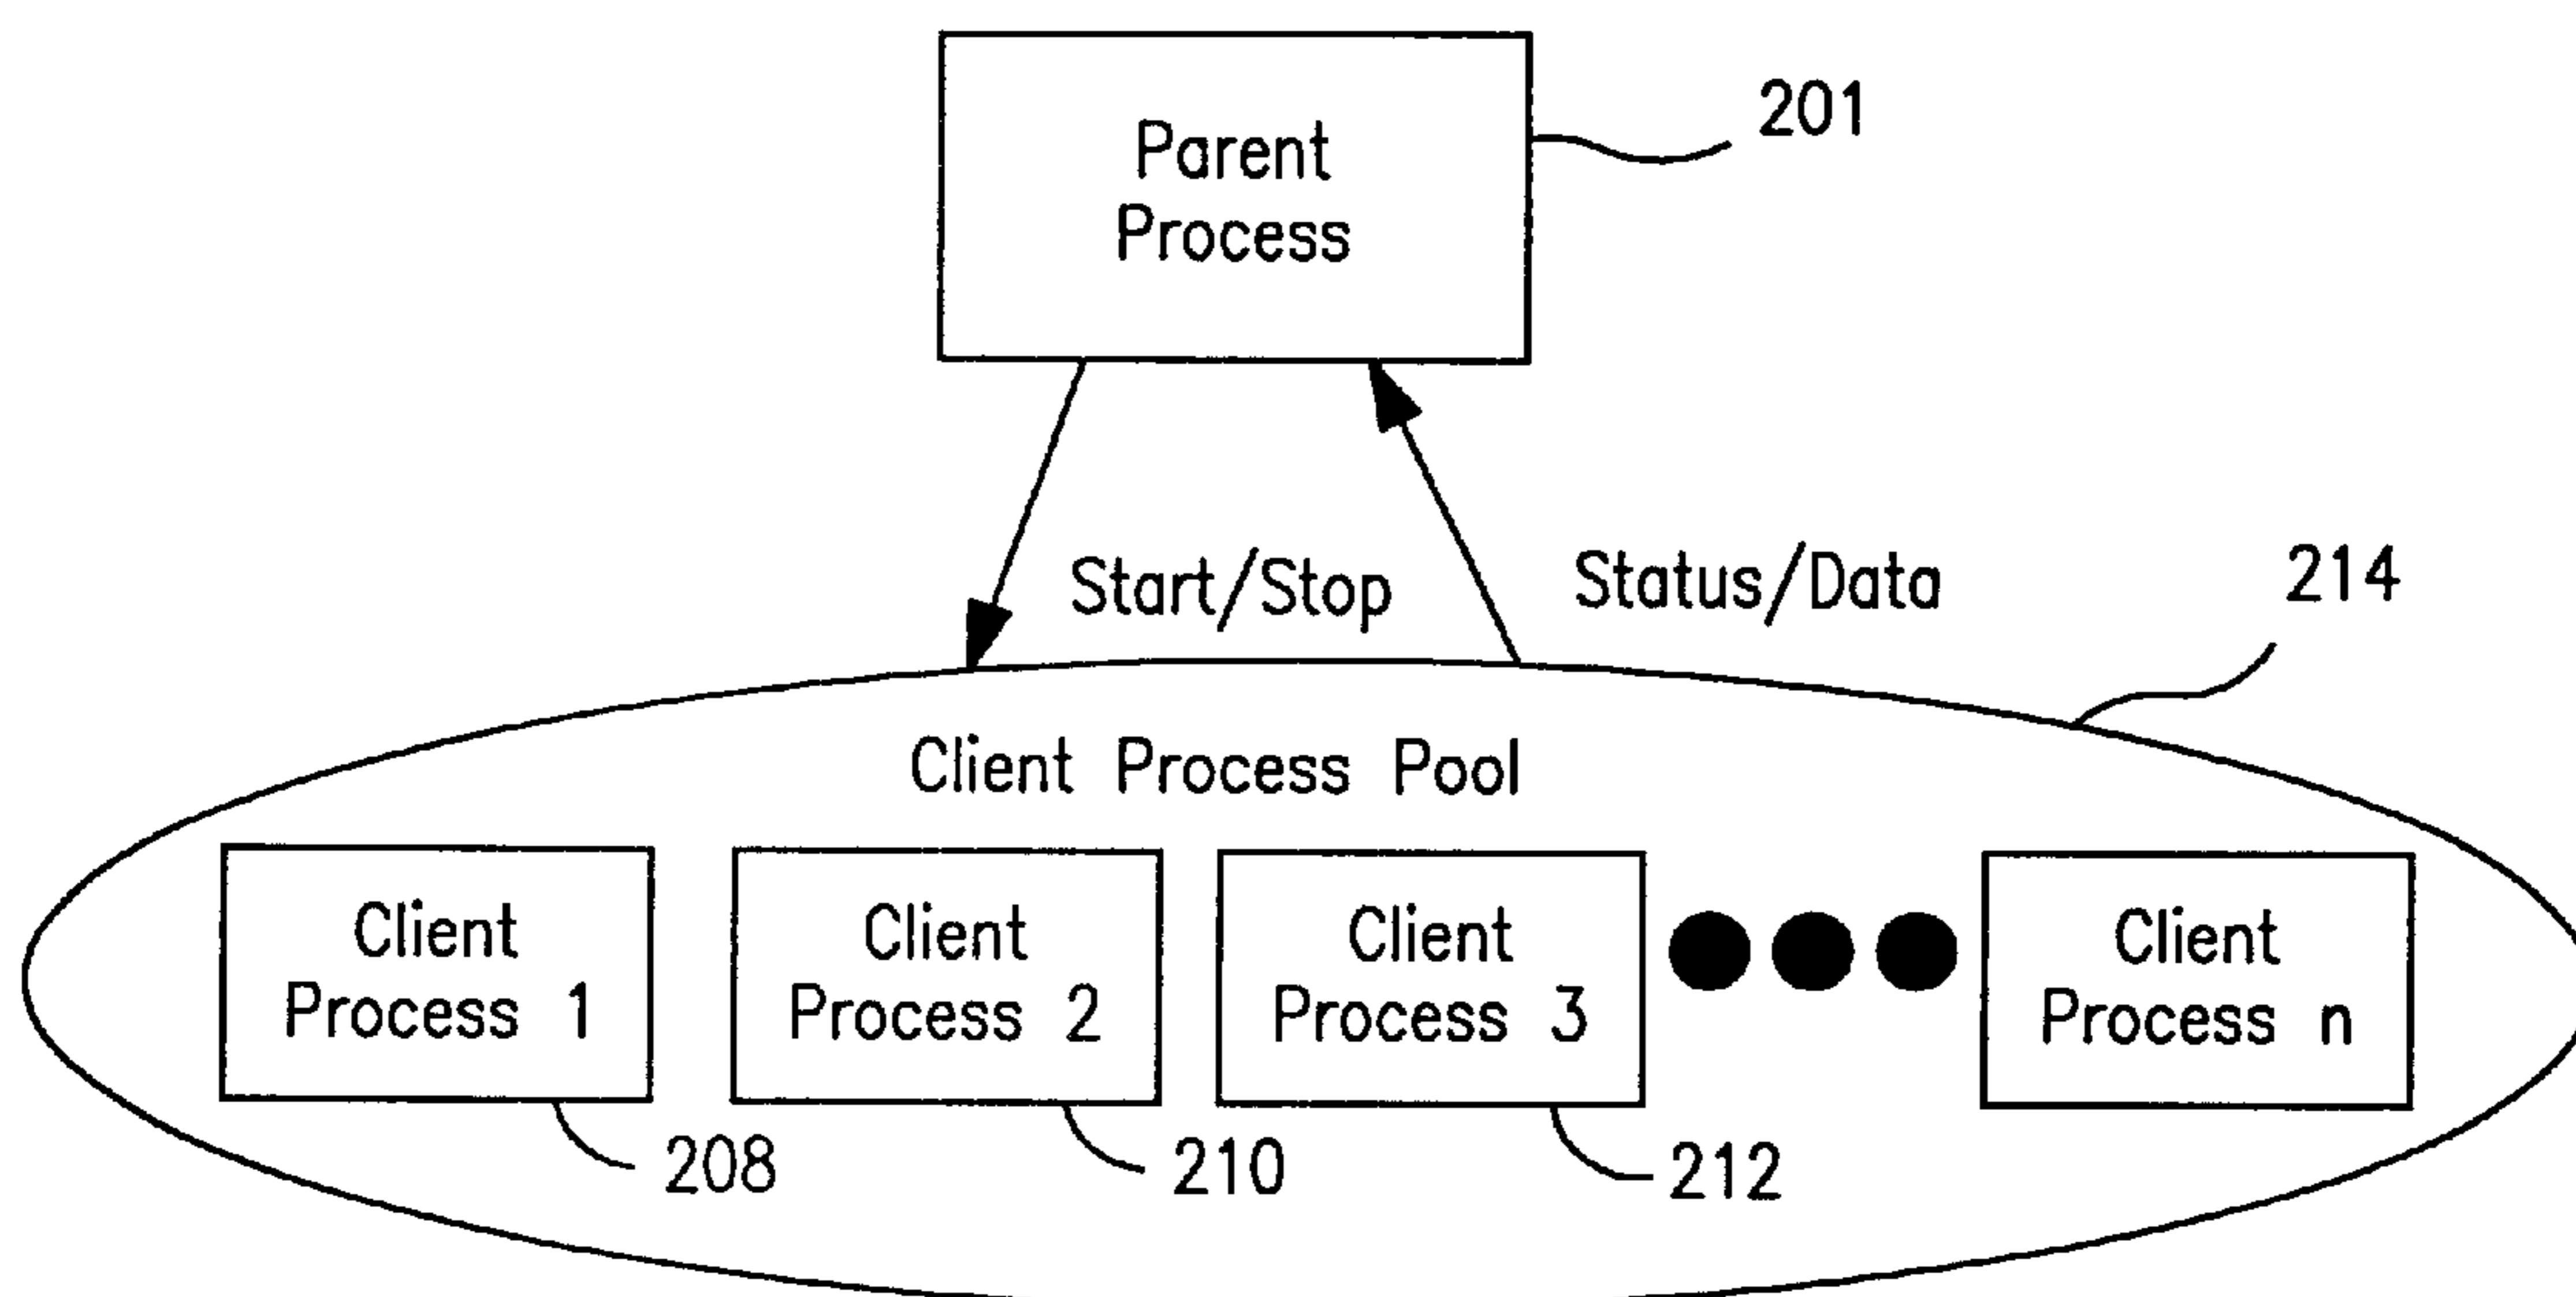 Parent
Process
201
Start/Stop
Status/Data
214
Client Process Pool
Client
Process 1
Client
Process 2
Client
Process 3
Client
Process n
208
210
212